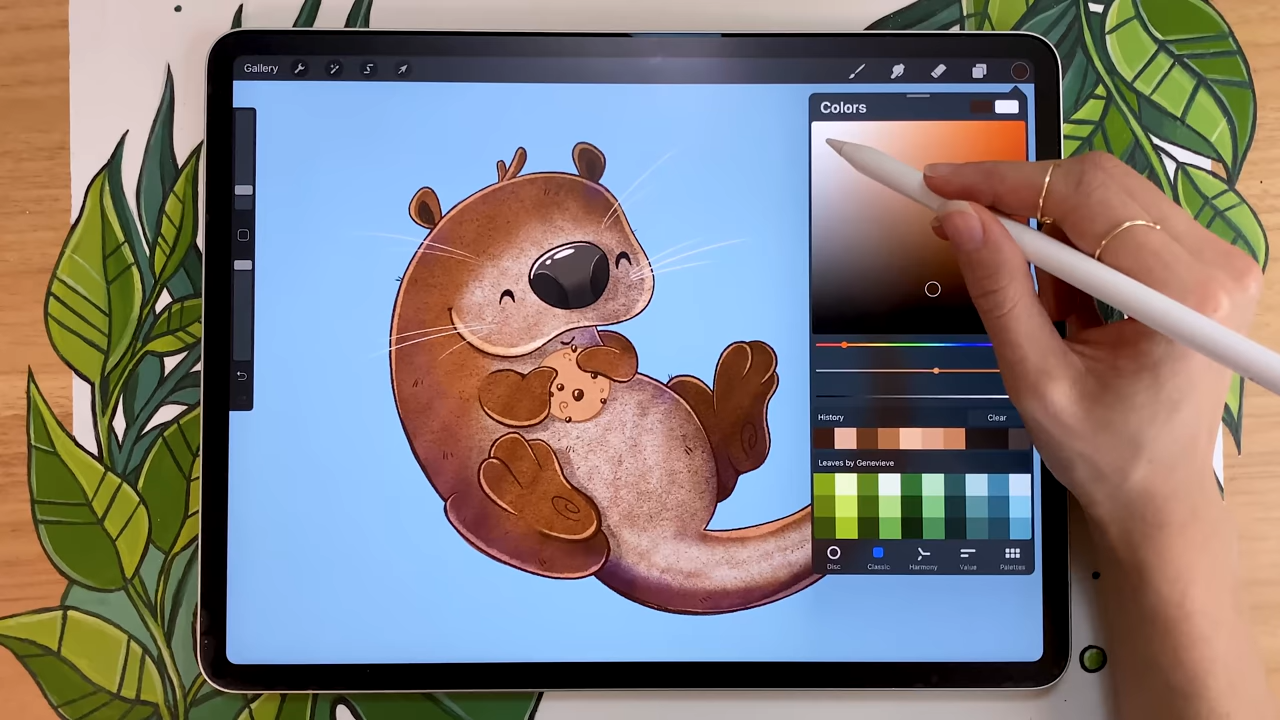 Gallery
Colors
History
Clear
Leaves by Genevieve
Disc
Classic
Harmony
Value
Palettes